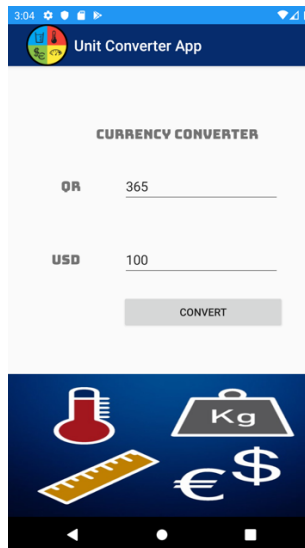 3:04
Unit Converter App
CURRENCY CONVERTER
QR 365
USD 100
CONVERT
Kg
€ $